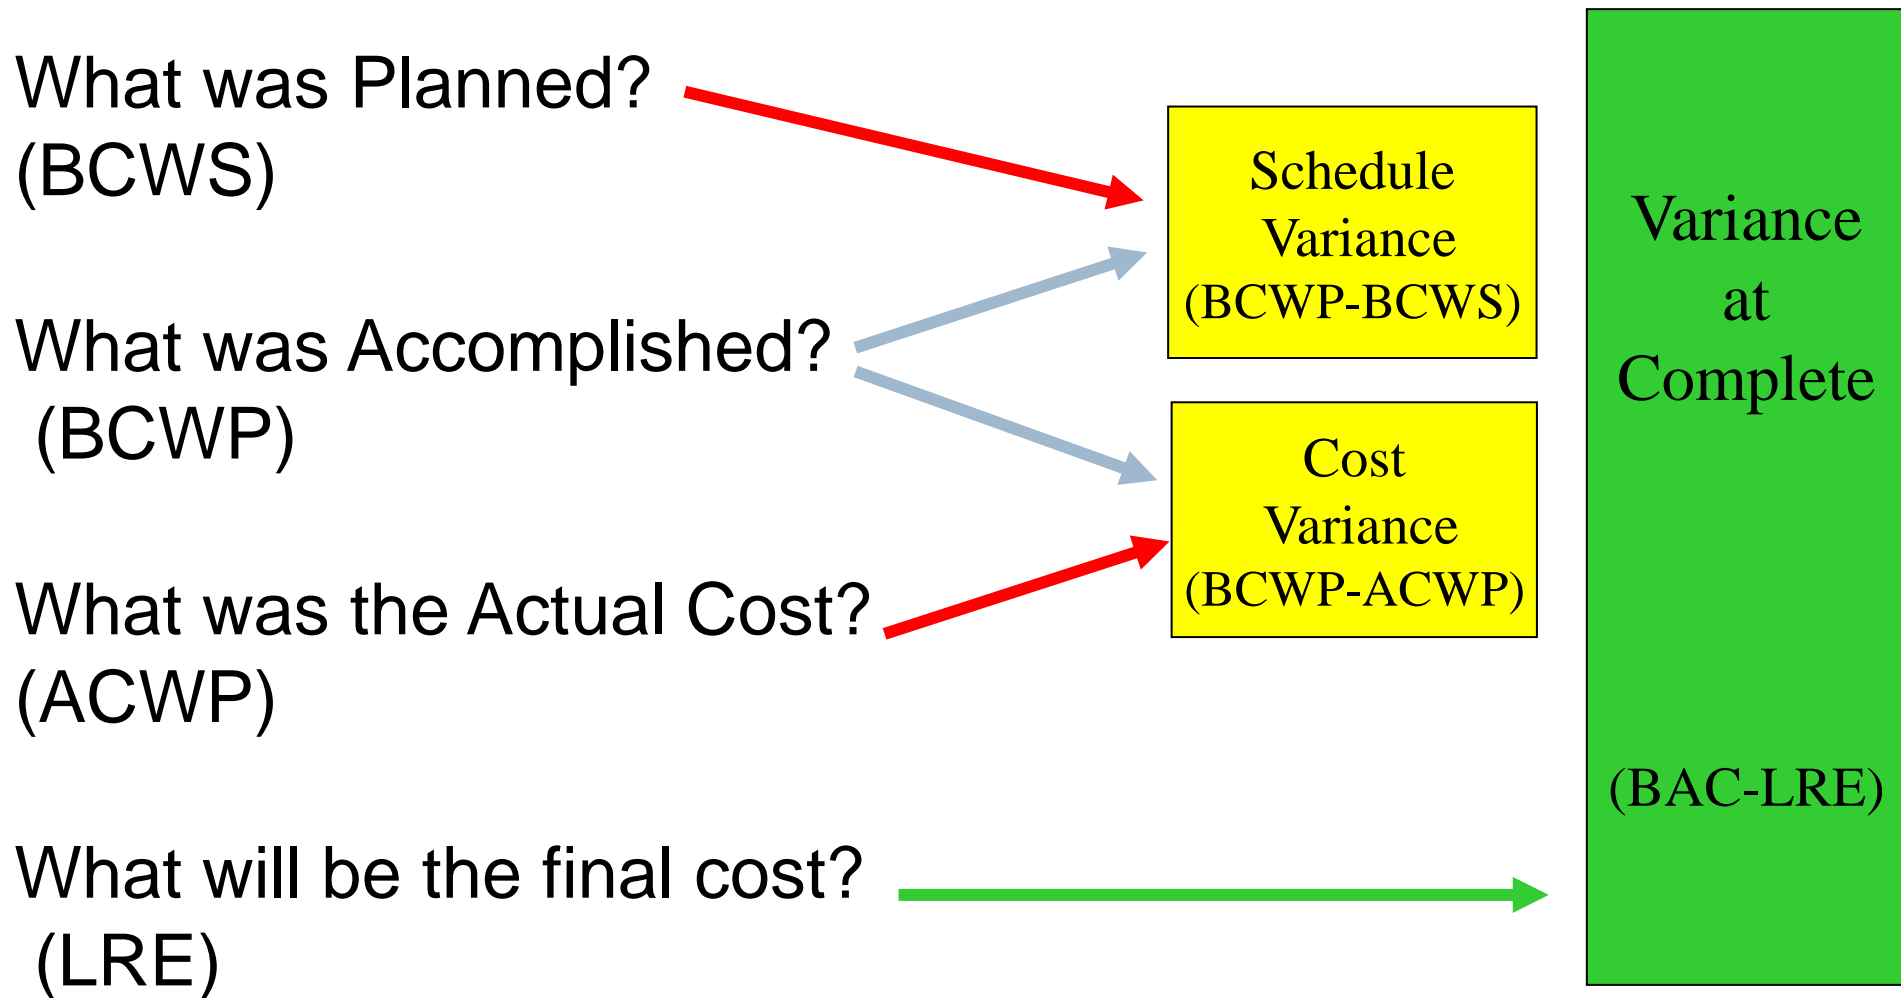 What was Planned?
(BCWS)
What was Accomplished?
(BCWP)
What was the Actual Cost?
(ACWP)
What will be the final cost?
(LRE)
Schedule
Variance
(BCWP-BCWS)
Cost
Variance
(BCWP-ACWP)
Variance
at
Complete
(BAC-LRE)